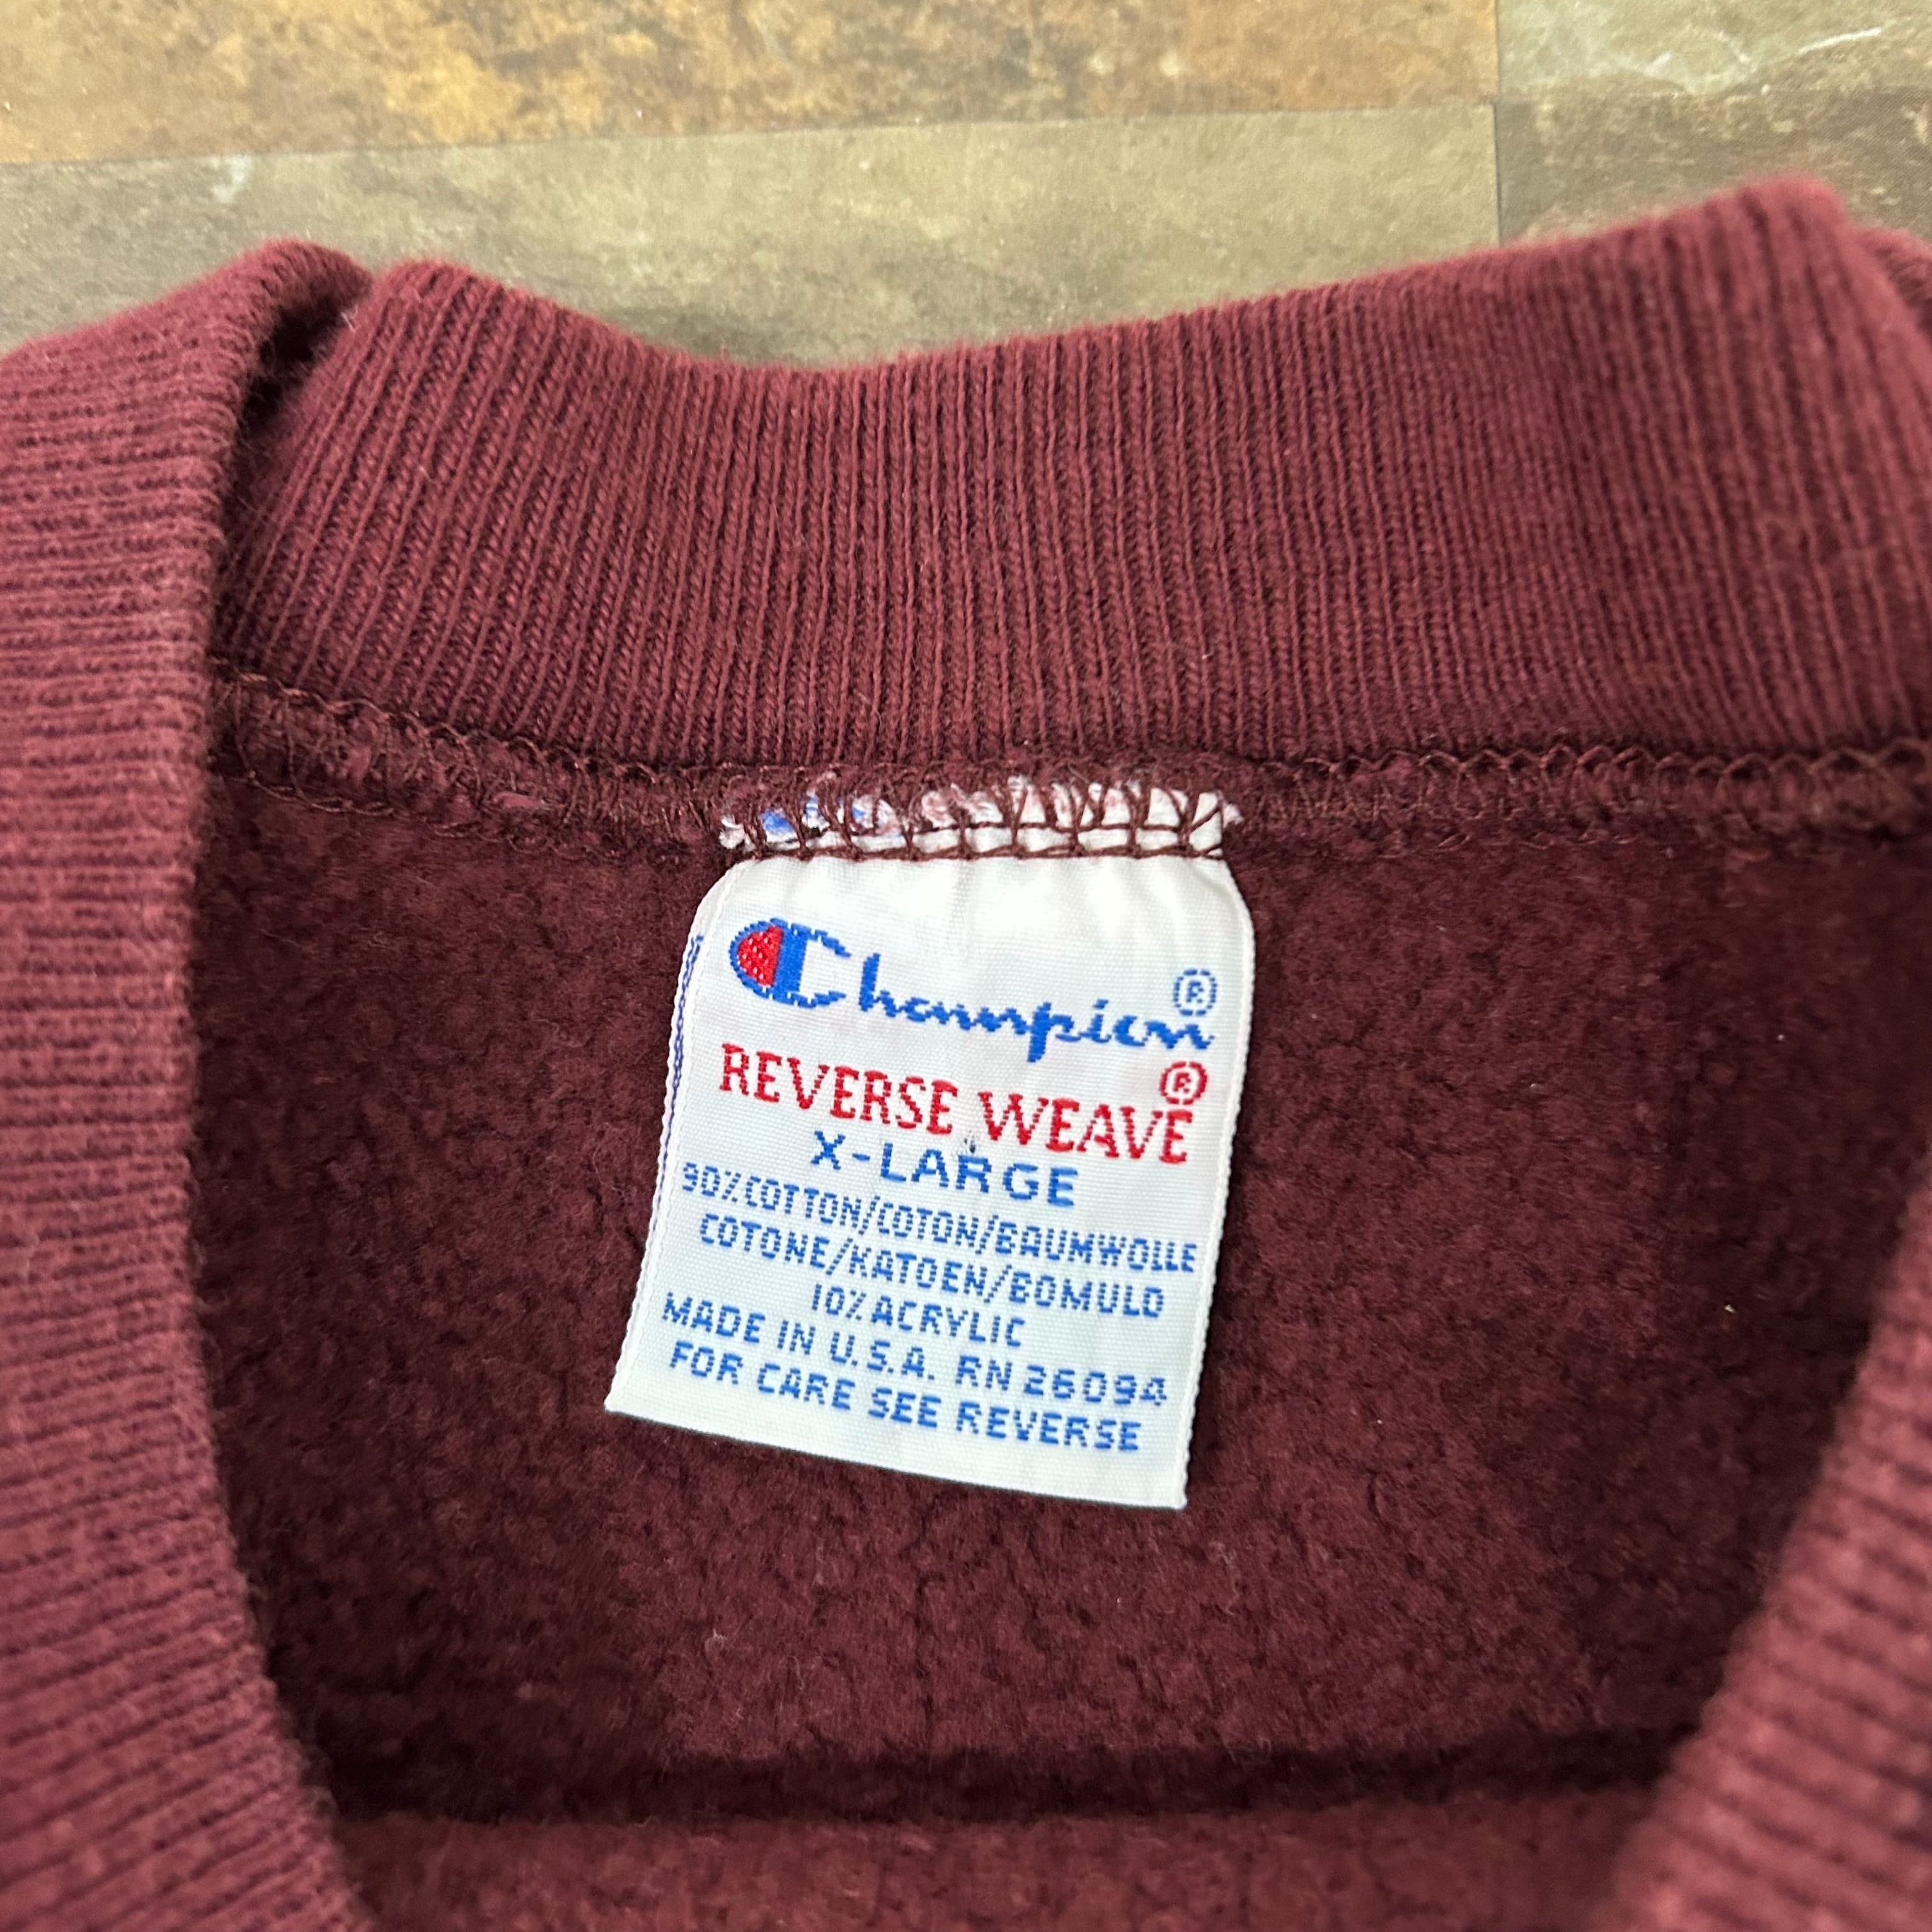 Champion®
REVERSE WEAVE®
X-LARGE
90% COTTON/COTON/BAUMWOLLE
COTONE/KATOEN/BOMULD
10% ACRYLIC
MADE IN U.S.A. RN 26094
FOR CARE SEE REVERSE